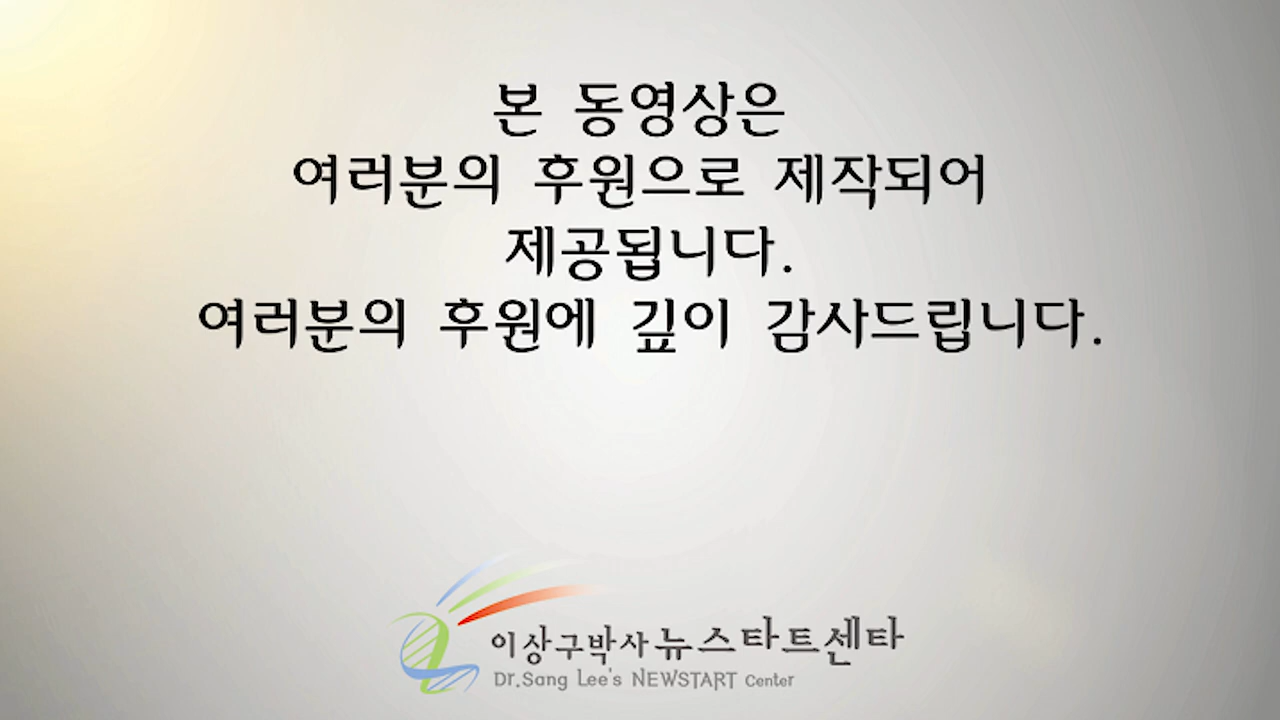 본 동영상은
여러분의 후원으로 제작되어
제공됩니다.
여러분의 후원에 깊이 감사드립니다.
이상구박사 뉴스타트센타
Dr.Sang Lee's NEWSTART Center